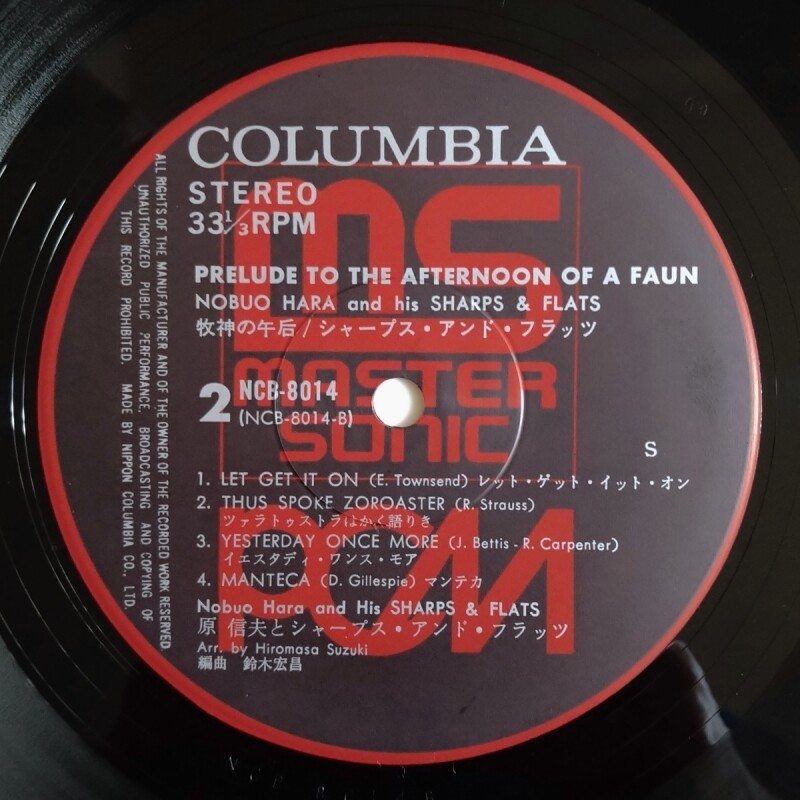 COLUMBIA
STEREO
33 1/3 RPM
MS
MASTER
SONIC
PCM
PRELUDE TO THE AFTERNOON OF A FAUN
NOBUO HARA and his SHARPS & FLATS
牧神の午后/シャープス・アンド・フラッツ
2 NCB-8014
(NCB-8014-B)
S
1. LET GET IT ON (E. Townsend) レット・ゲット・イット・オン
2. THUS SPOKE ZOROASTER (R. Strauss)
ツァラトゥストラはかく語りき
3. YESTERDAY ONCE MORE (J. Bettis - R. Carpenter)
イエスタディ・ワンス・モア
4. MANTECA (D. Gillespie) マンテカ
Nobuo Hara and His SHARPS & FLATS
原 信夫とシャープス・アンド・フラッツ
Arr. by Hiromasa Suzuki
編曲 鈴木宏昌
ALL RIGHTS OF THE MANUFACTURER AND OF THE OWNER OF THE RECORDED WORK RESERVED.
UNAUTHORIZED PUBLIC PERFORMANCE, BROADCASTING AND COPYING OF
THIS RECORD PROHIBITED. MADE BY NIPPON COLUMBIA CO., LTD.